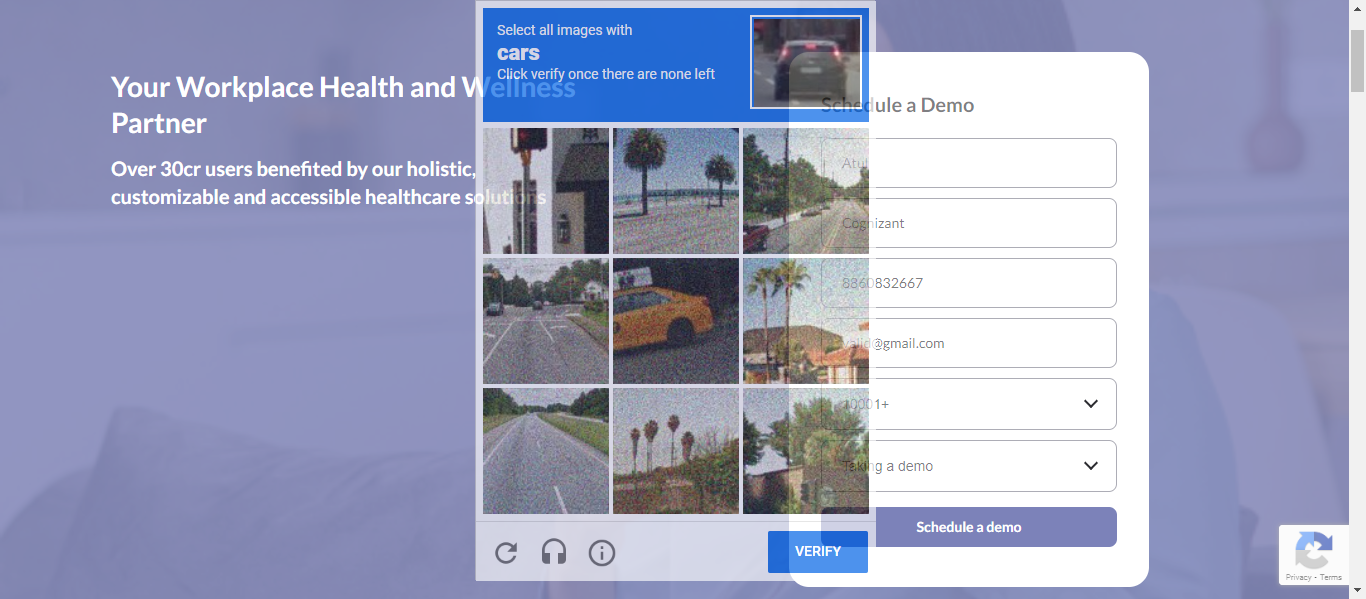 Your Workplace Health and Wellness
Partner
Over 30cr users benefited by our holistic,
customizable and accessible healthcare solutions
Select all images with
cars
Click verify once there are none left
VERIFY
Schedule a Demo
Atul
Cognizant
8860832667
valid@gmail.com
10001+
Taking a demo
Schedule a demo
Privacy - Terms